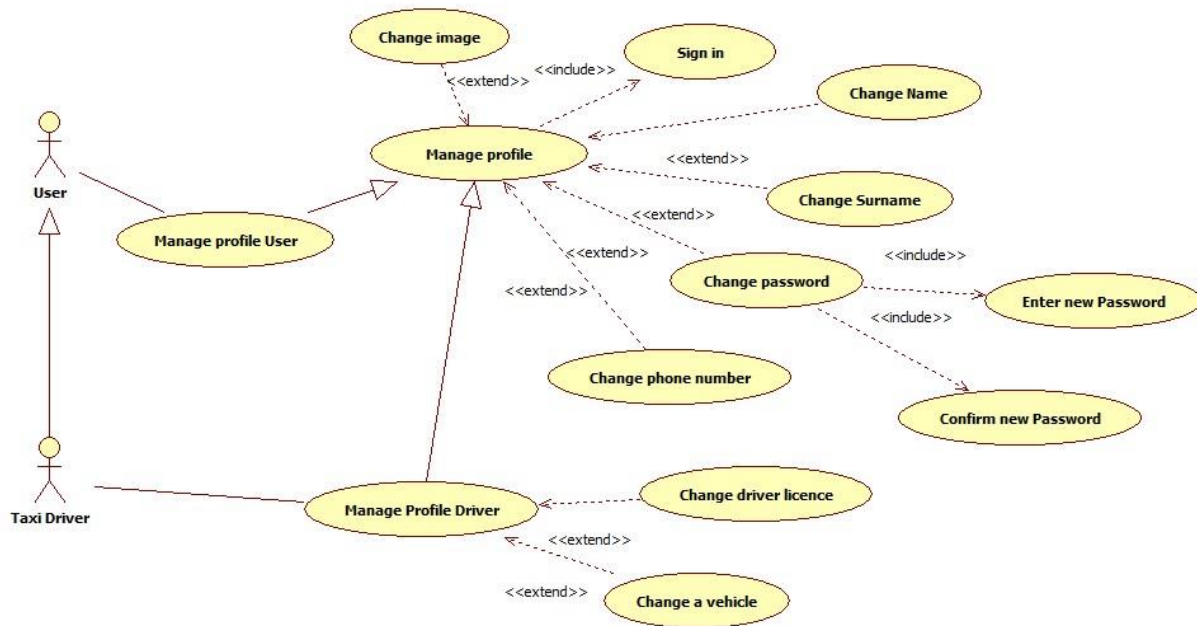 Change image
Sign in
<<include>>
<<extend>>
Change Name
Manage profile
<<extend>>
User
Change Surname
<<extend>>
Manage profile User
<<extend>>
<<include>>
Change password
<<extend>>
Enter new Password
<<include>>
Change phone number
Confirm new Password
Change driver licence
Taxi Driver
Manage Profile Driver
<<extend>>
<<extend>>
Change a vehicle